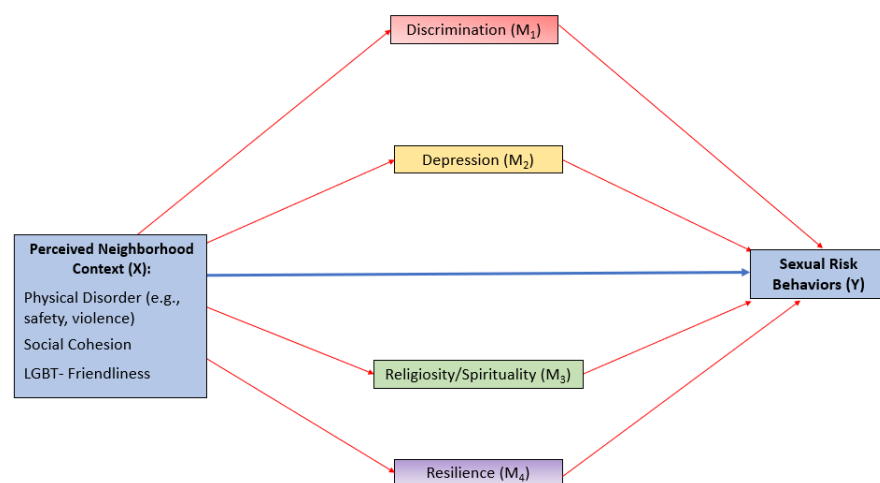 Discrimination (M1)
Depression (M2)
Perceived Neighborhood
Context (X):
Physical Disorder (e.g.,
safety, violence)
Social Cohesion
LGBT- Friendliness
Sexual Risk
Behaviors (Y)
Religiosity/Spirituality (M3)
Resilience (M4)